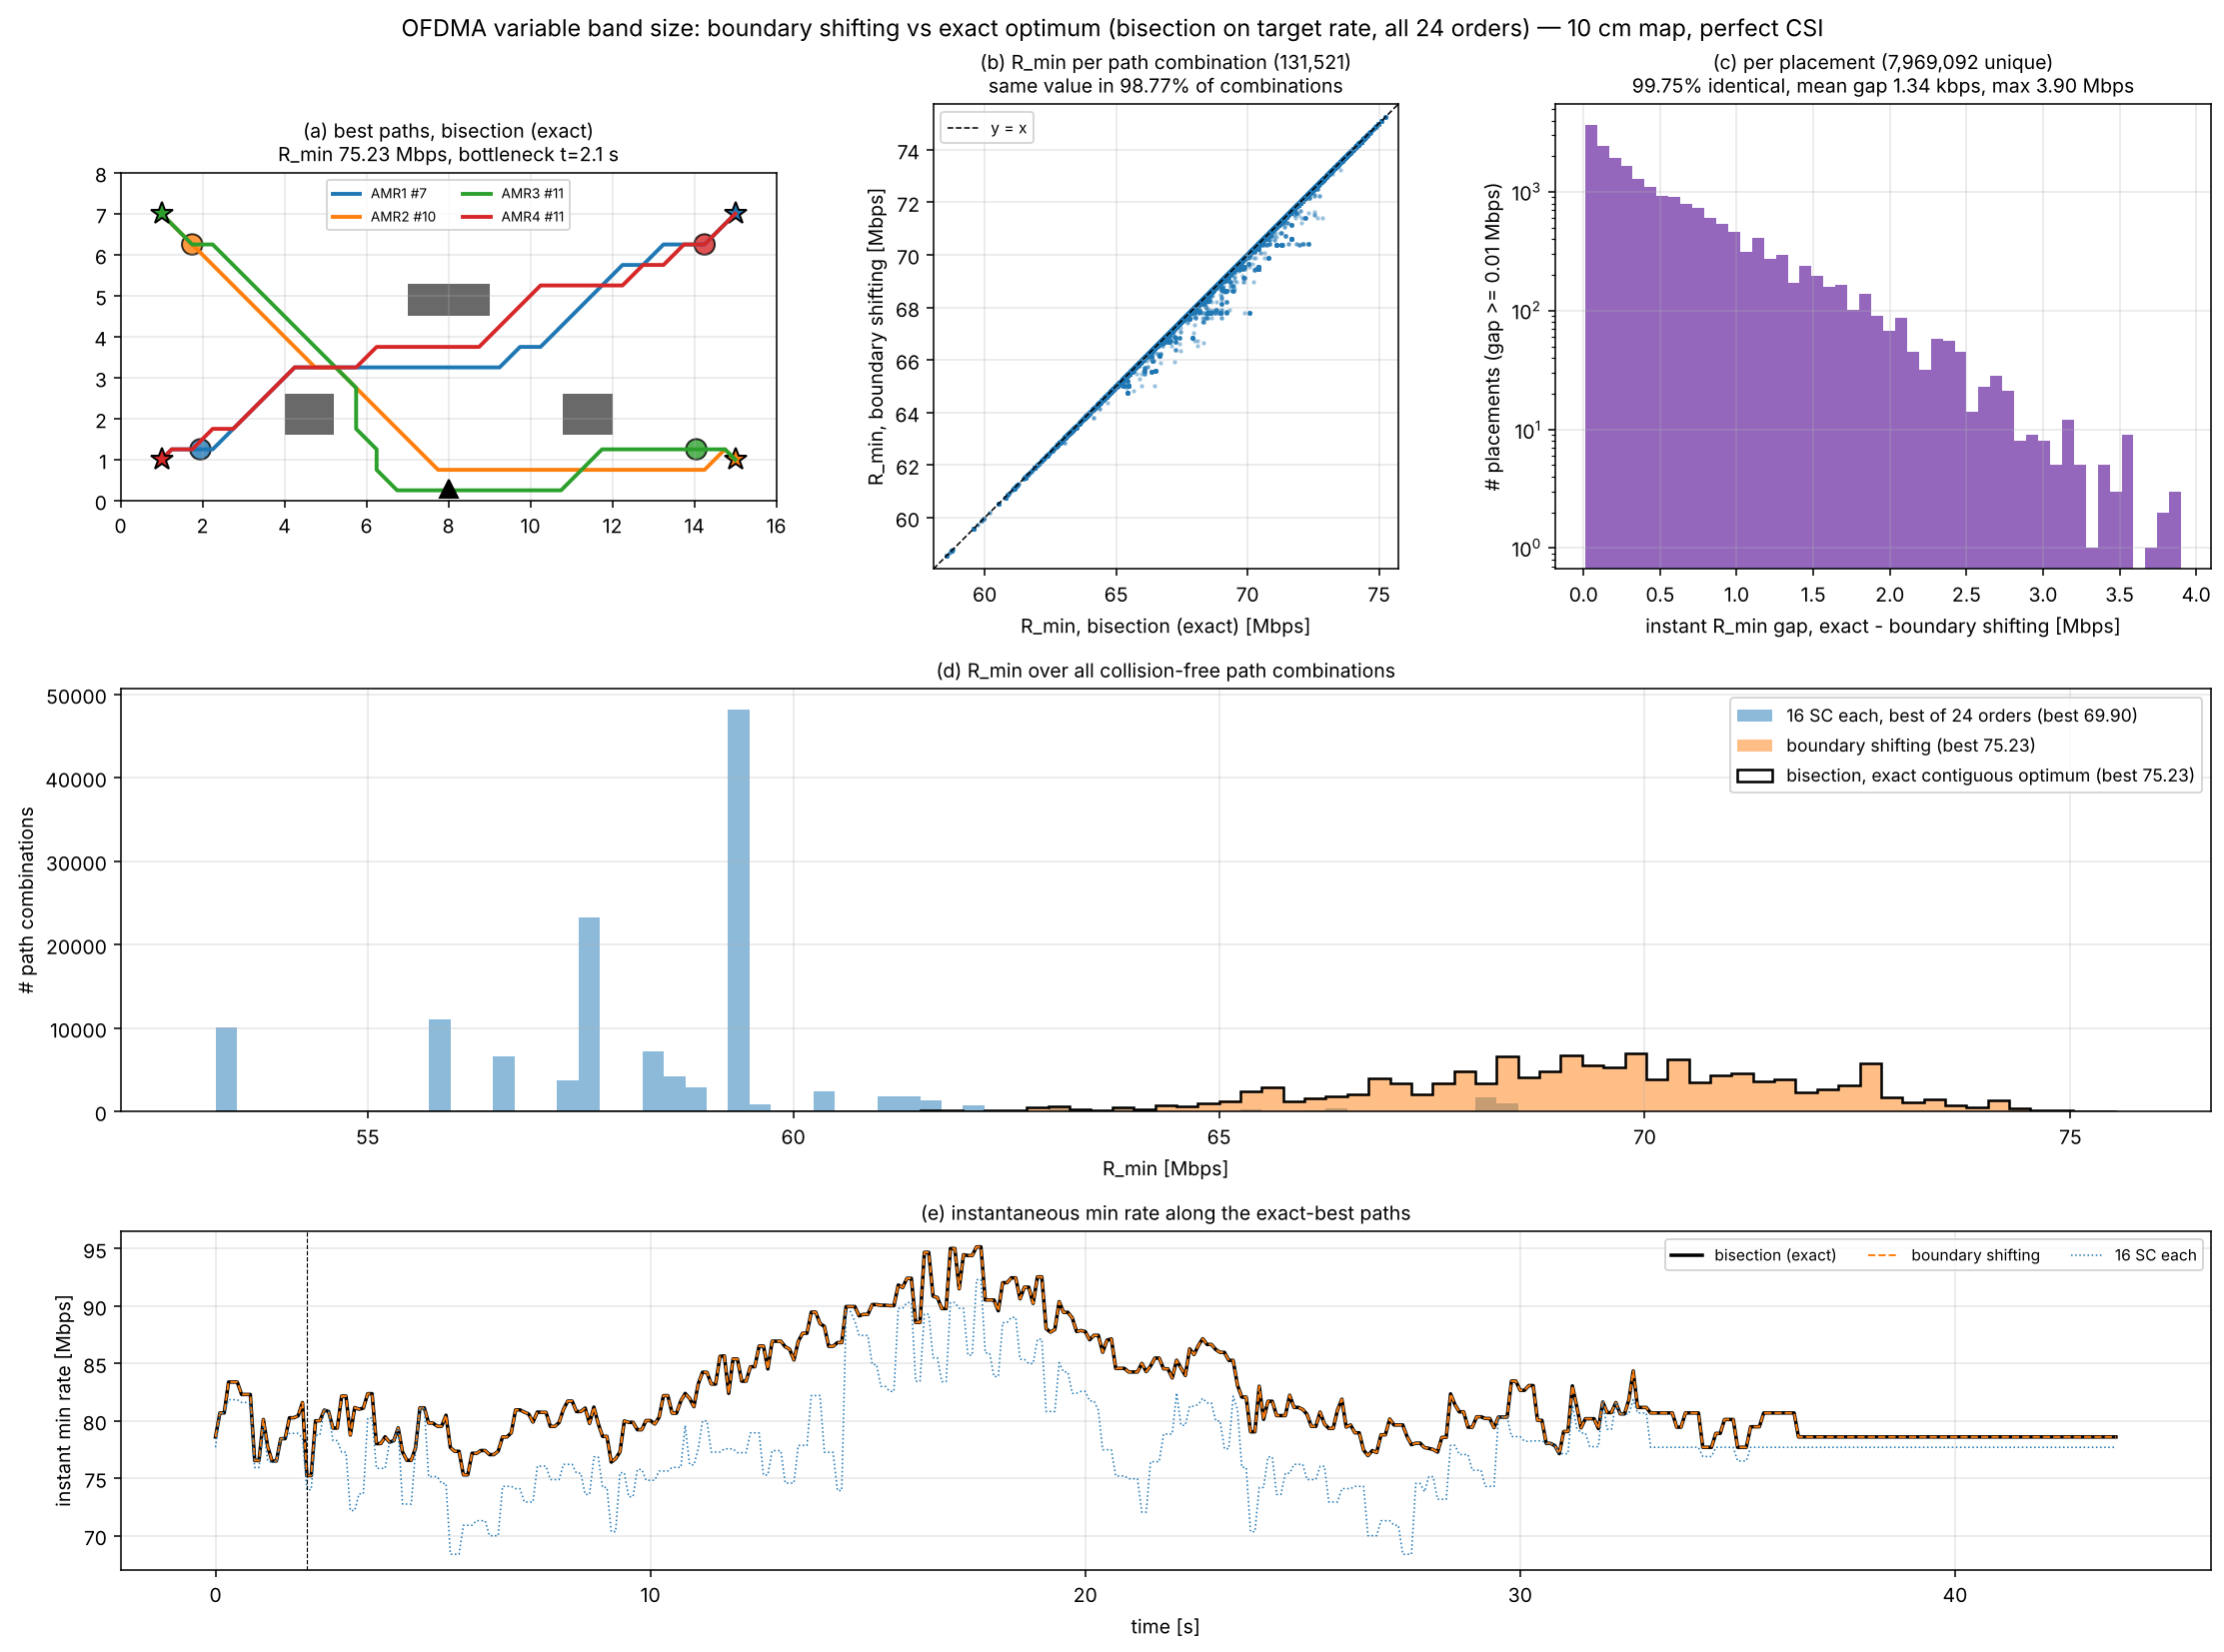 OFDMA variable band size: boundary shifting vs exact optimum (bisection on target rate, all 24 orders) — 10 cm map, perfect CSI
(a) best paths, bisection (exact)
R_min 75.23 Mbps, bottleneck t=2.1 s
AMR1 #7
AMR2 #10
AMR3 #11
AMR4 #11
8
7
6
5
4
3
2
1
0
0 2 4 6 8 10 12 14 16
(b) R_min per path combination (131,521)
same value in 98.77% of combinations
y = x
R_min, boundary shifting [Mbps]
74
72
70
68
66
64
62
60
60 65 70 75
R_min, bisection (exact) [Mbps]
(c) per placement (7,969,092 unique)
99.75% identical, mean gap 1.34 kbps, max 3.90 Mbps
# placements (gap >= 0.01 Mbps)
10³
10²
10¹
10⁰
0.0 0.5 1.0 1.5 2.0 2.5 3.0 3.5 4.0
instant R_min gap, exact - boundary shifting [Mbps]
(d) R_min over all collision-free path combinations
# path combinations
50000
40000
30000
20000
10000
0
16 SC each, best of 24 orders (best 69.90)
boundary shifting (best 75.23)
bisection, exact contiguous optimum (best 75.23)
55 60 65 70 75
R_min [Mbps]
(e) instantaneous min rate along the exact-best paths
instant min rate [Mbps]
95
90
85
80
75
70
bisection (exact)
boundary shifting
16 SC each
0 10 20 30 40
time [s]